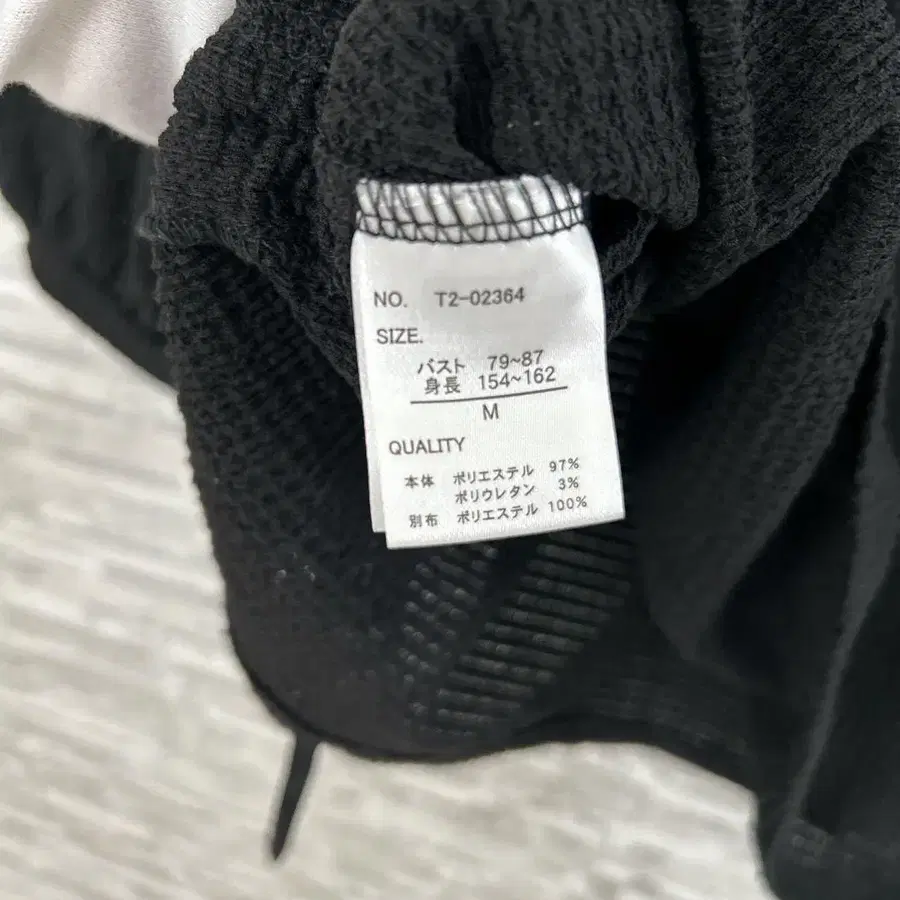 NO. T2-02364
SIZE.
バスト 79~87
身長 154~162
M
QUALITY
本体 ポリエステル 97%
ポリウレタン 3%
別布 ポリエステル 100%